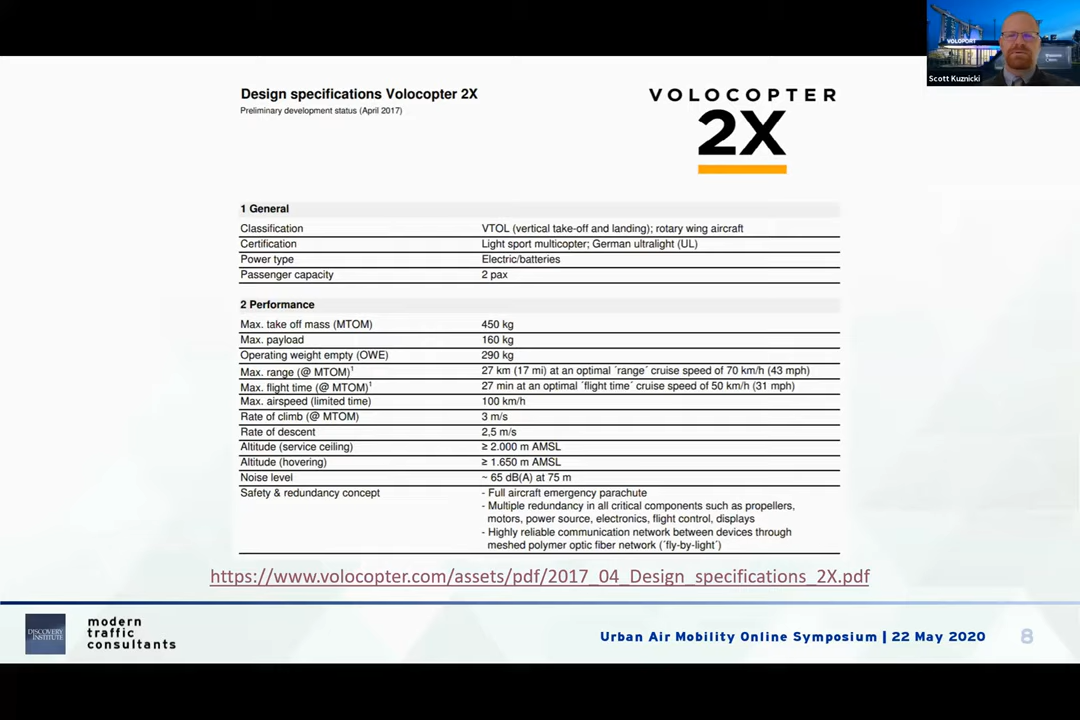 VOLOPORT
Scott Kuznicki
Design specifications Volocopter 2X
Preliminary development status (April 2017)
VOLOCOPTER
2X
1 General
Classification VTOL (vertical take-off and landing); rotary wing aircraft
Certification Light sport multicopter; German ultralight (UL)
Power type Electric/batteries
Passenger capacity 2 pax
2 Performance
Max. take off mass (MTOM) 450 kg
Max. payload 160 kg
Operating weight empty (OWE) 290 kg
Max. range (@ MTOM)¹ 27 km (17 mi) at an optimal ´range´ cruise speed of 70 km/h (43 mph)
Max. flight time (@ MTOM)¹ 27 min at an optimal ´flight time´ cruise speed of 50 km/h (31 mph)
Max. airspeed (limited time) 100 km/h
Rate of climb (@ MTOM) 3 m/s
Rate of descent 2,5 m/s
Altitude (service ceiling) ≥ 2.000 m AMSL
Altitude (hovering) ≥ 1.650 m AMSL
Noise level ~ 65 dB(A) at 75 m
Safety & redundancy concept - Full aircraft emergency parachute
- Multiple redundancy in all critical components such as propellers,
motors, power source, electronics, flight control, displays
- Highly reliable communication network between devices through
meshed polymer optic fiber network (´fly-by-light´)
https://www.volocopter.com/assets/pdf/2017_04_Design_specifications_2X.pdf
DISCOVERY
INSTITUTE
modern
traffic
consultants
Urban Air Mobility Online Symposium | 22 May 2020
8